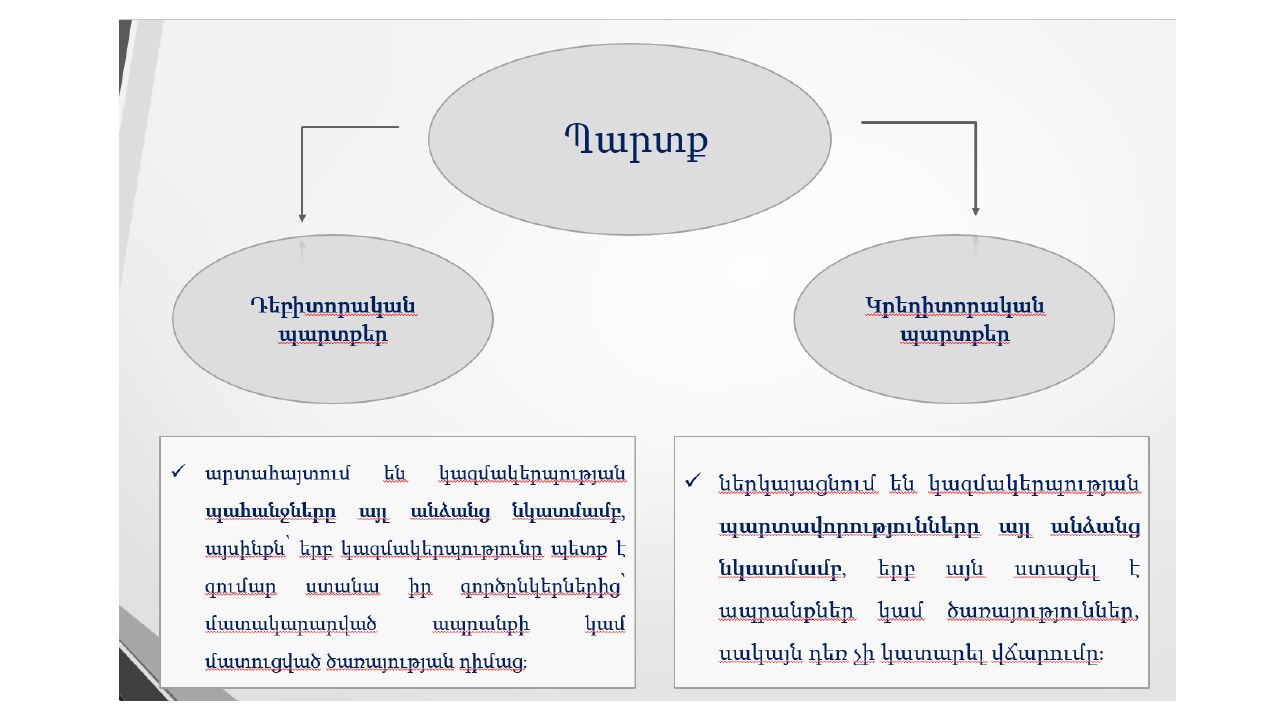 Պարտք
Դեբիտորական
պարտքեր
Կրեդիտորական
պարտքեր
✓ արտահայտում են կազմակերպության
պահանջները այլ անձանց նկատմամբ,
այսինքն՝ երբ կազմակերպությունը պետք է
գումար ստանա իր գործընկերներից՝
մատակարարված ապրանքի կամ
մատուցված ծառայության դիմաց։
✓ ներկայացնում են կազմակերպության
պարտավորությունները այլ անձանց
նկատմամբ, երբ այն ստացել է
ապրանքներ կամ ծառայություններ,
սակայն դեռ չի կատարել վճարումը։